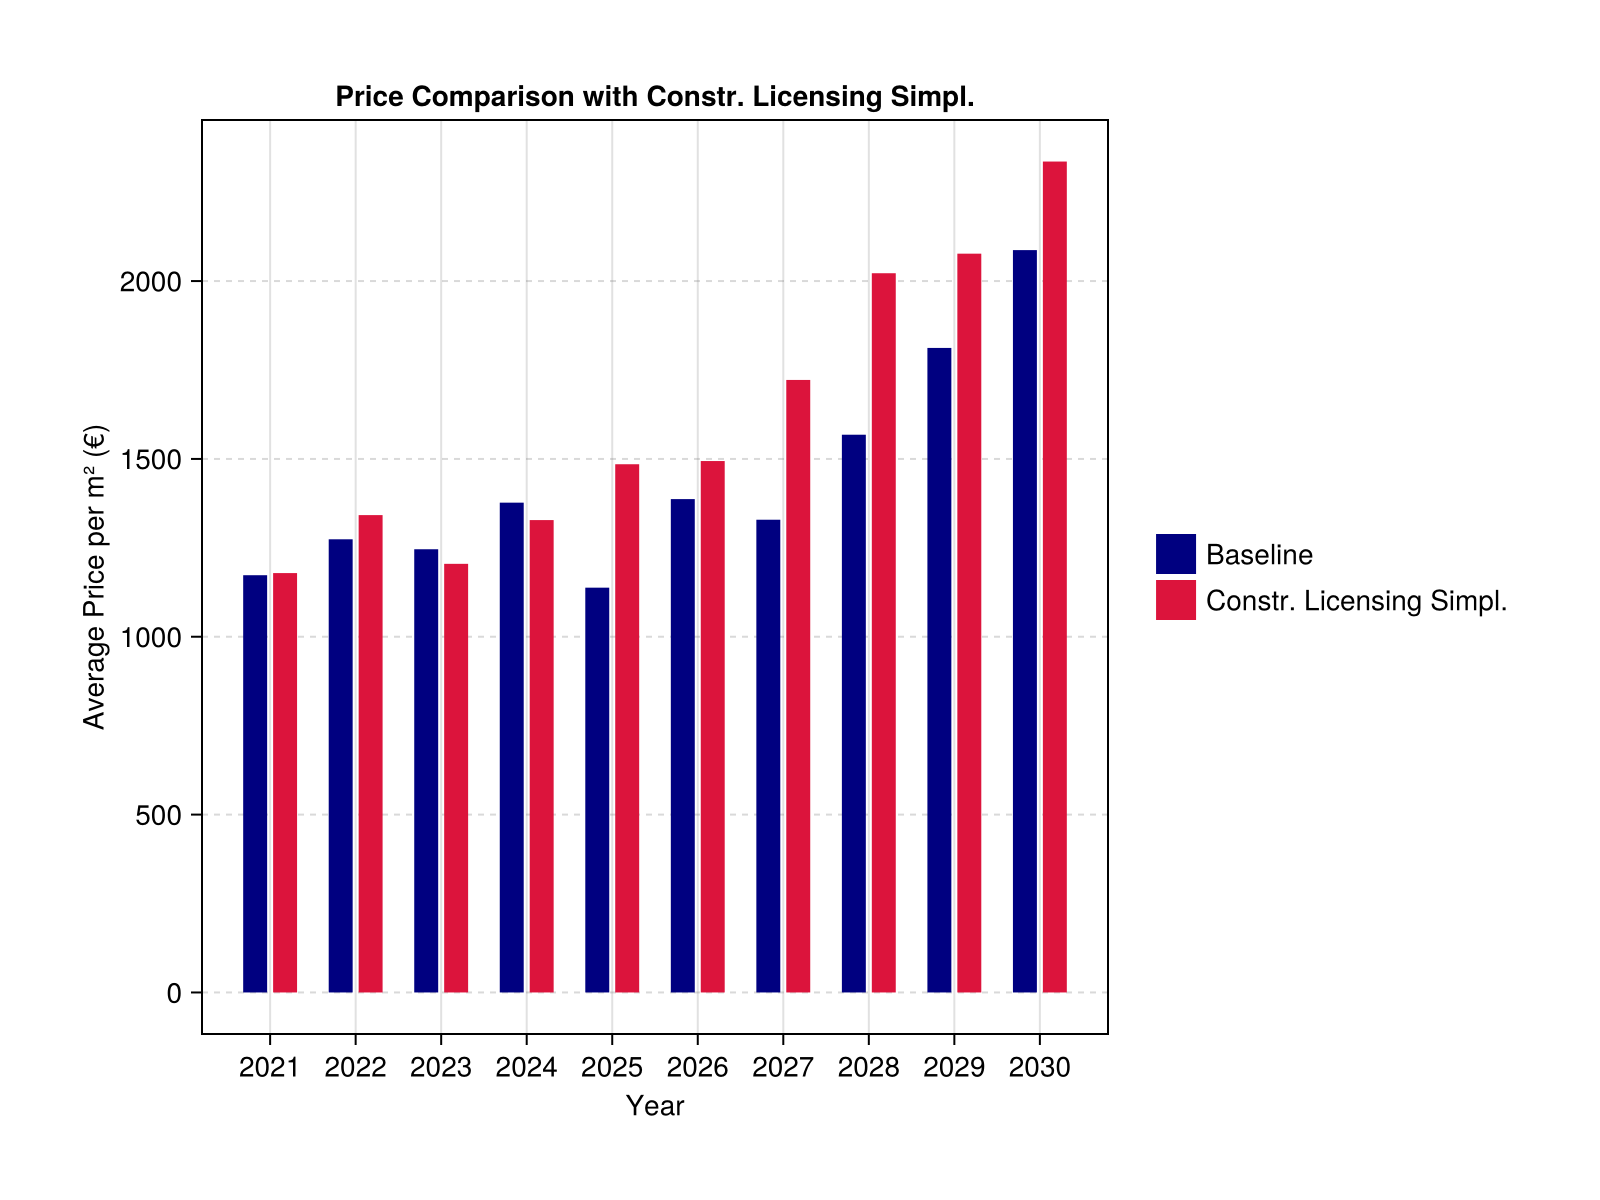 Price Comparison with Constr. Licensing Simpl.
Average Price per m² (€)
2000
1500
1000
500
0
2021 2022 2023 2024 2025 2026 2027 2028 2029 2030
Year
Baseline
Constr. Licensing Simpl.